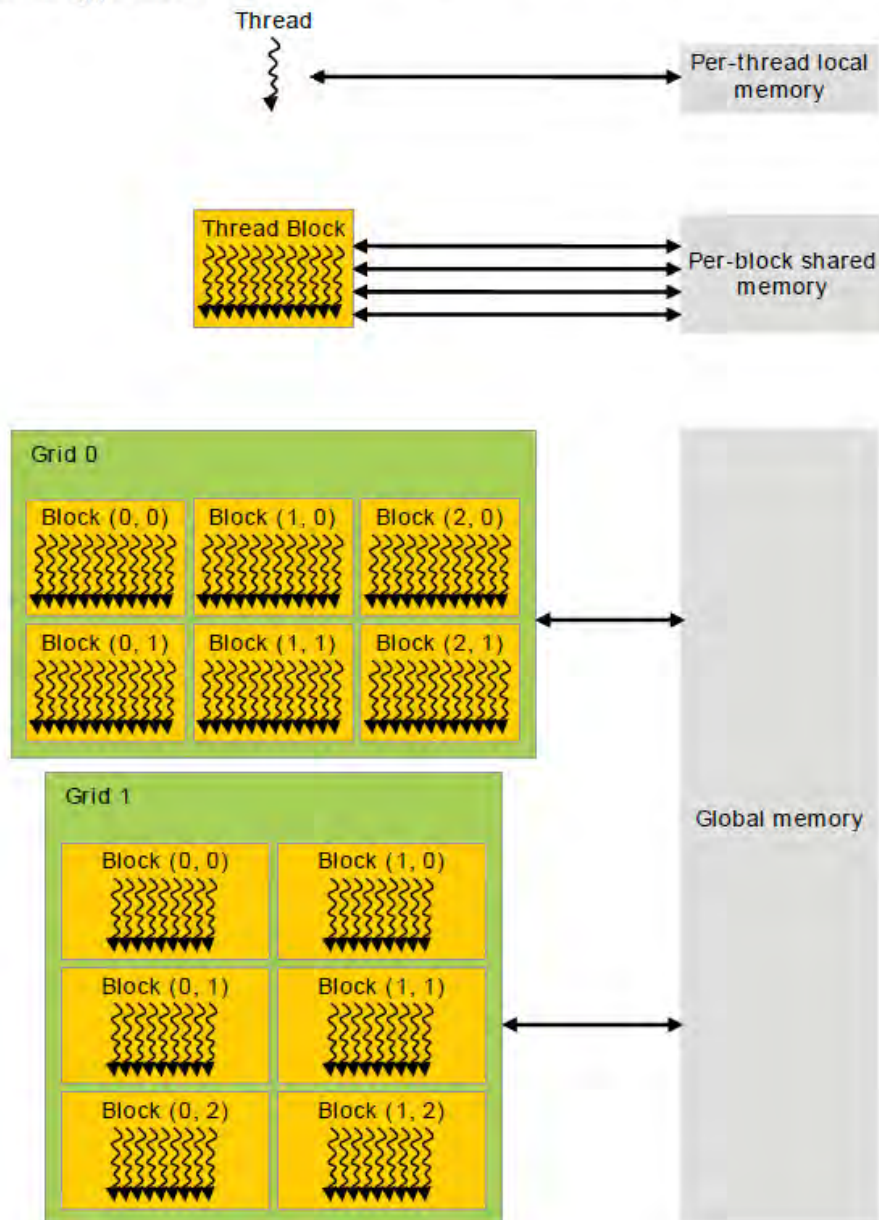 Thread
Per-thread local
memory
Thread Block
Per-block shared
memory
Grid 0
Block (0, 0)
Block (1, 0)
Block (2, 0)
Block (0, 1)
Block (1, 1)
Block (2, 1)
Grid 1
Global memory
Block (0, 0)
Block (1, 0)
Block (0, 1)
Block (1, 1)
Block (0, 2)
Block (1, 2)